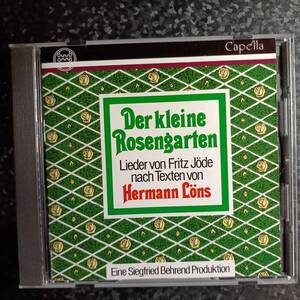 Capella
Der kleine
Rosengarten
Lieder von Fritz Jöde
nach Texten von
Hermann Löns
Eine Siegfried Behrend Produktion